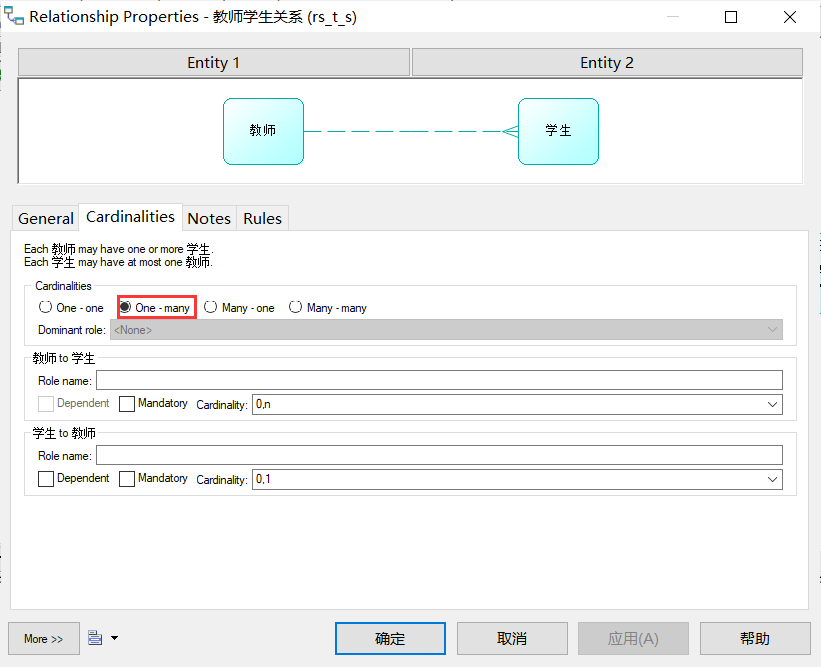 Relationship Properties - 教师学生关系 (rs_t_s)
Entity 1 Entity 2
教师 学生
General Cardinalities Notes Rules
Each 教师 may have one or more 学生.
Each 学生 may have at most one 教师.
Cardinalities
One - one One - many Many - one Many - many
Dominant role: <None>
教师 to 学生
Role name:
Dependent Mandatory Cardinality: 0,n
学生 to 教师
Role name:
Dependent Mandatory Cardinality: 0,1
More >> 确定 取消 应用(A) 帮助